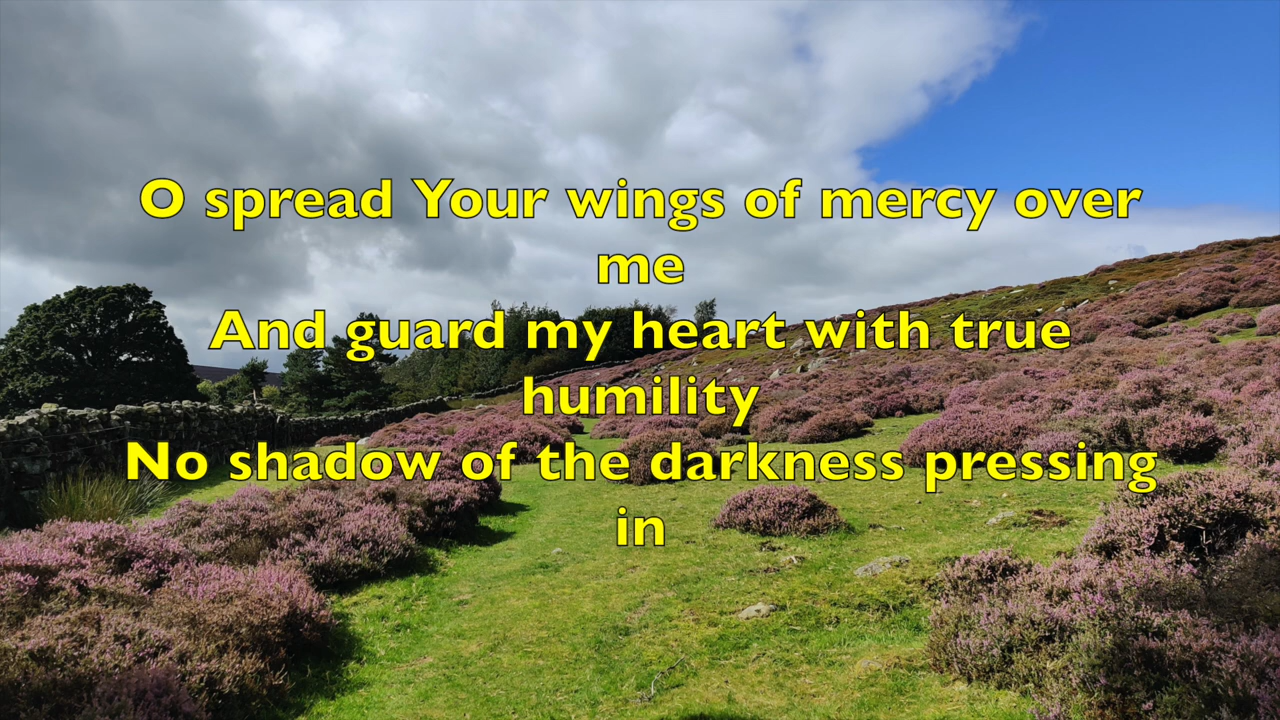 O spread Your wings of mercy over
me
And guard my heart with true
humility
No shadow of the darkness pressing
in